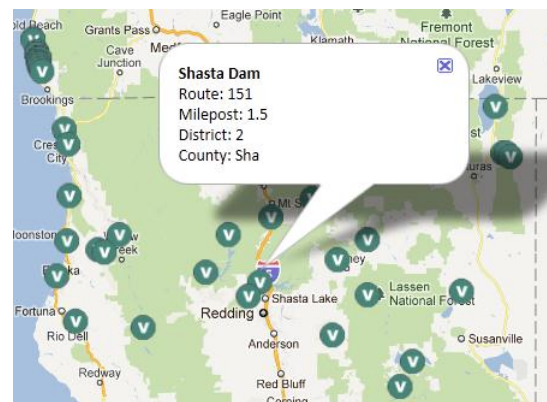 Eagle Point
Grants Pass
Fremont
National Forest
Cave
Junction
Klamath
Lakeview
Brookings
Shasta Dam
Route: 151
Milepost: 1.5
District: 2
County: Sha
City
Fortuna
Rio Dell
Redway
Shasta Lake
Redding
Anderson
Red Bluff
Corning
Lassen
National Forest
Susanville
V